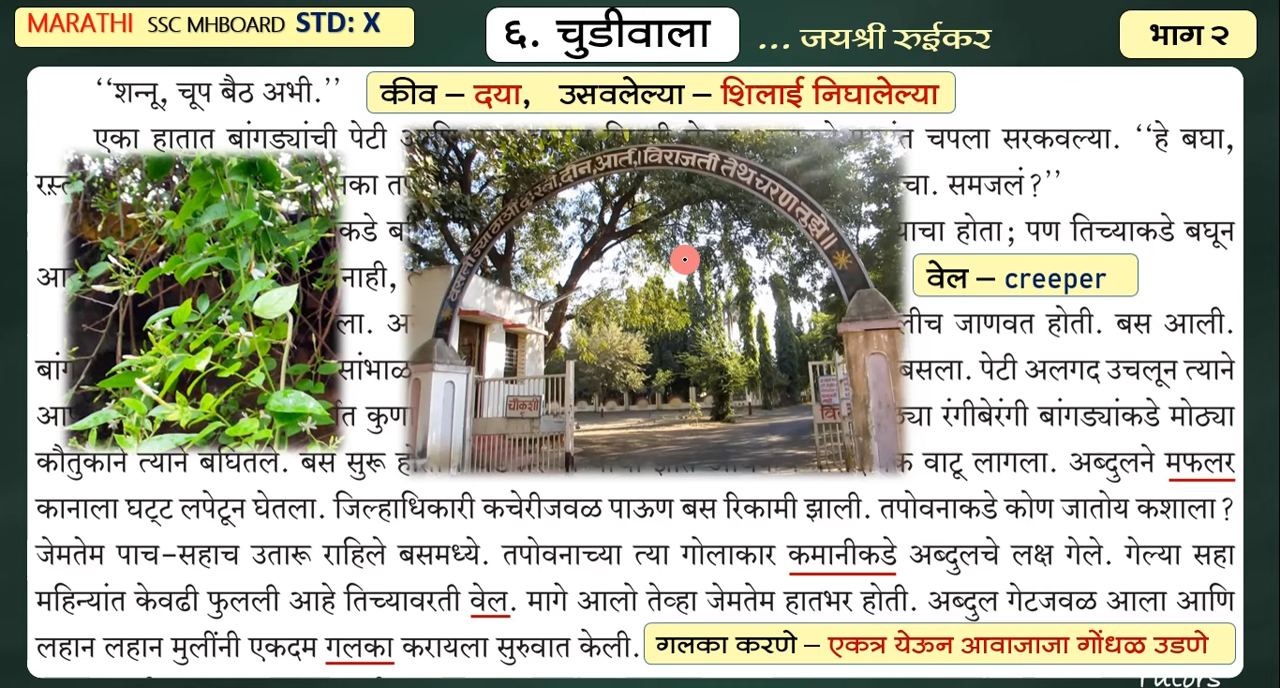 MARATHI SSC MHBOARD STD: X
६. चुडीवाला
... जयश्री रुईकर
भाग २
“शन्नू, चूप बैठ अभी.”
कीव – दया, उसवलेल्या – शिलाई निघालेल्या
एका हातात बांगड्यांची पेटी चपला सरकवल्या. “हे बघा,
समजलं?”
कडे होता; पण तिच्याकडे बघून
नाही,
वेल – creeper
जाणवत होती. बस आली.
बसला. पेटी अलगद उचलून त्याने
रंगीबेरंगी बांगड्यांकडे मोठ्या
विराजती तेथ चरण तुझे॥
चौकशी
कौतुकाने त्याने बघितले. बस सुरू वाटू लागला. अब्दुलने मफलर
कानाला घट्ट लपेटून घेतला. जिल्हाधिकारी कचेरीजवळ पाऊण बस रिकामी झाली. तपोवनाकडे कोण जातोय कशाला?
जेमतेम पाच-सहाच उतारू राहिले बसमध्ये. तपोवनाच्या त्या गोलाकार कमानीकडे अब्दुलचे लक्ष गेले. गेल्या सहा
महिन्यांत केवढी फुलली आहे तिच्यावरती वेल. मागे आलो तेव्हा जेमतेम हातभर होती. अब्दुल गेटजवळ आला आणि
लहान लहान मुलींनी एकदम गलका करायला सुरुवात केली.
गलका करणे – एकत्र येऊन आवाजाजा गोंधळ उडणे
Tutors